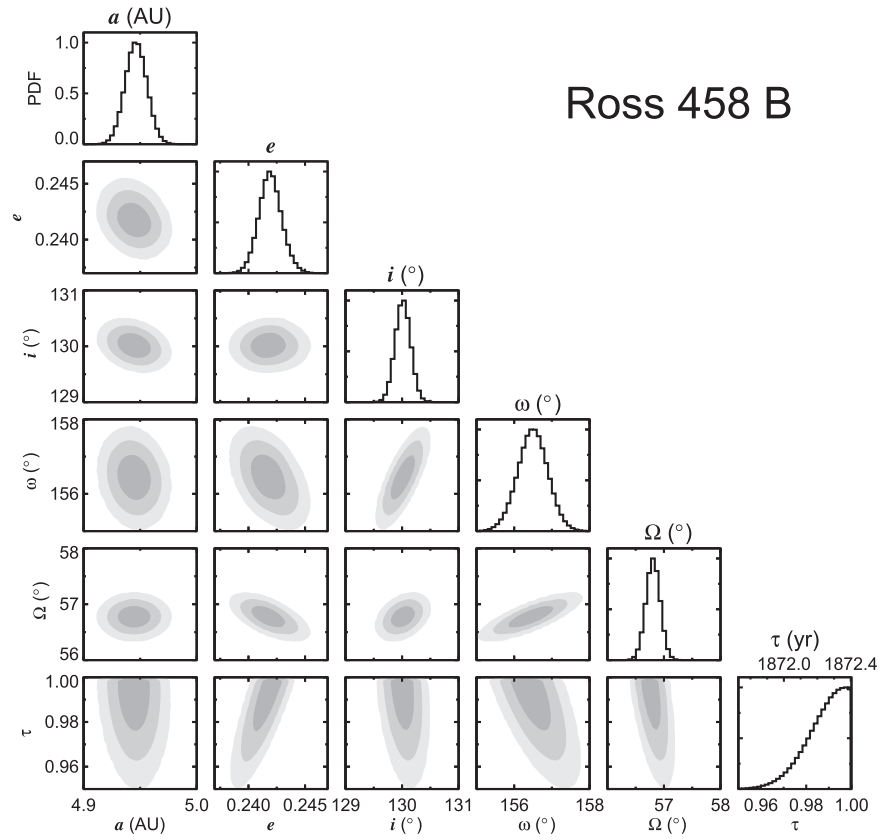 a (AU)
1.0
PDF
0.5
0.0
Ross 458 B
e
0.245
e
0.240
i (°)
131
i (°)
130
129
ω (°)
158
ω (°)
156
Ω (°)
58
Ω (°)
57
56
τ (yr)
1872.0 1872.4
1.00
τ
0.98
0.96
4.9 5.0 0.240 0.245 129 130 131 156 158 57 58 0.96 0.98 1.00
a (AU) e i (°) ω (°) Ω (°) τ